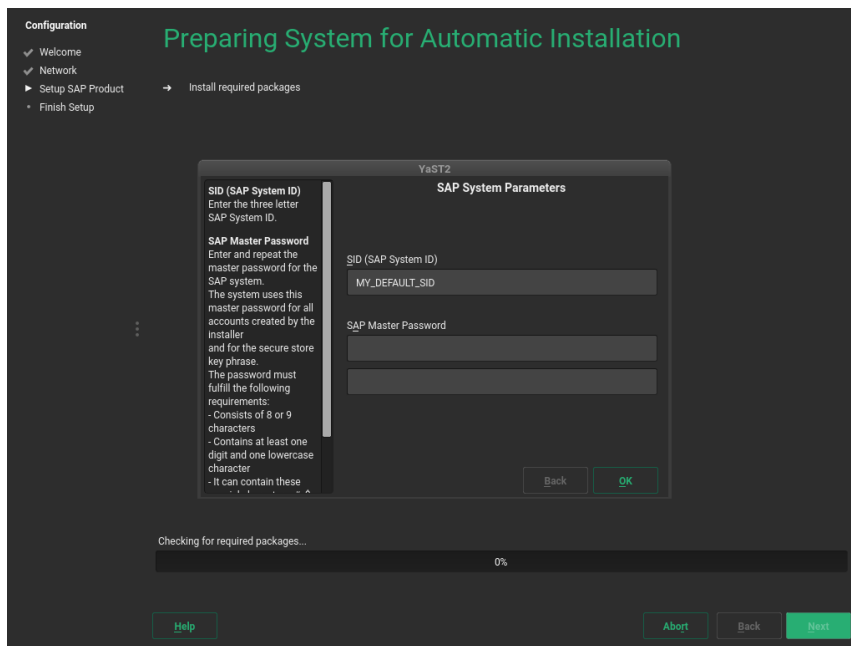 Configuration
Welcome
Network
Setup SAP Product
Finish Setup
Preparing System for Automatic Installation
Install required packages
YaST2
SID (SAP System ID)
Enter the three letter
SAP System ID.
SAP Master Password
Enter and repeat the
master password for the
SAP system.
The system uses this
master password for all
accounts created by the
installer
and for the secure store
key phrase.
The password must
fulfill the following
requirements:
- Consists of 8 or 9
characters
- Contains at least one
digit and one lowercase
character
- It can contain these
SAP System Parameters
SID (SAP System ID)
MY_DEFAULT_SID
SAP Master Password
Back
OK
Checking for required packages...
0%
Help
Abort
Back
Next